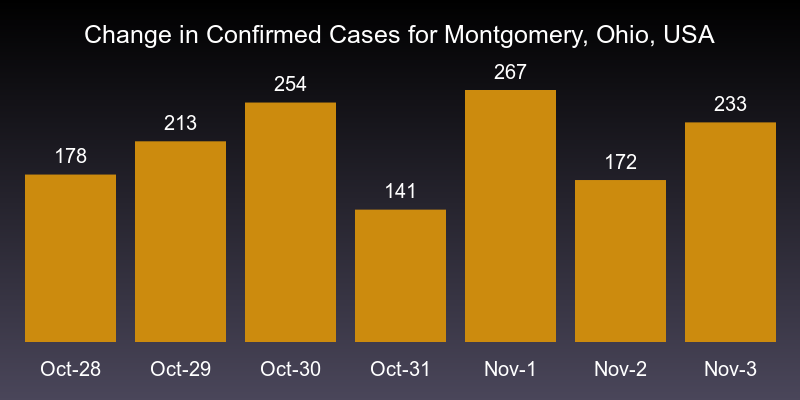 Change in Confirmed Cases for Montgomery, Ohio, USA
178
213
254
141
267
172
233
Oct-28
Oct-29
Oct-30
Oct-31
Nov-1
Nov-2
Nov-3